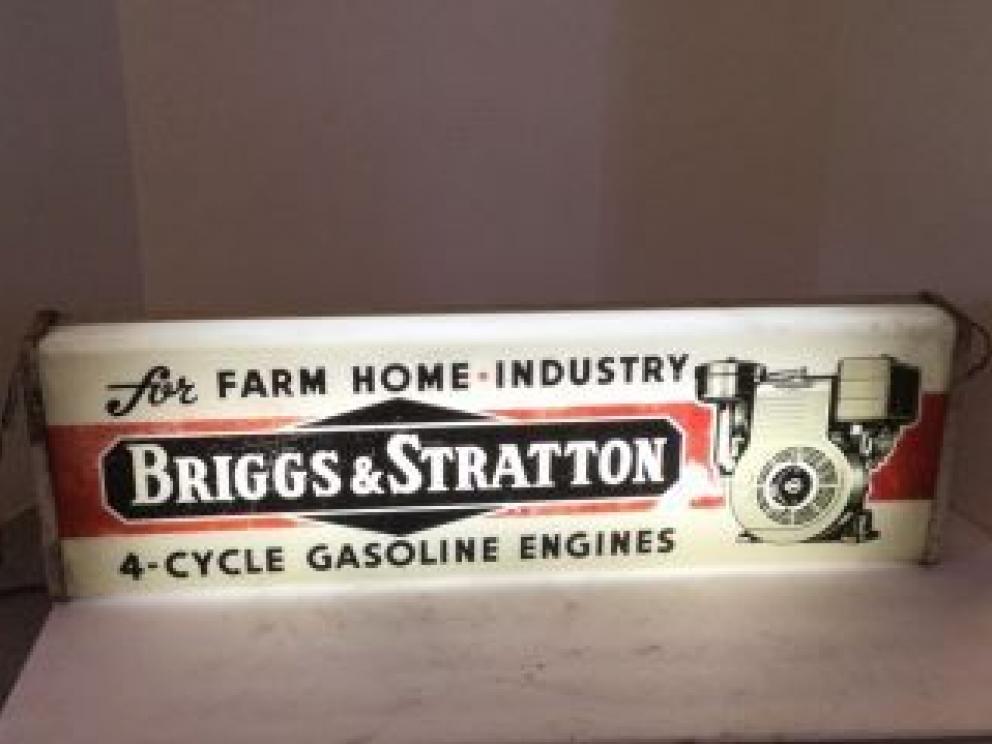 for FARM HOME · INDUSTRY
BRIGGS & STRATTON
4-CYCLE GASOLINE ENGINES